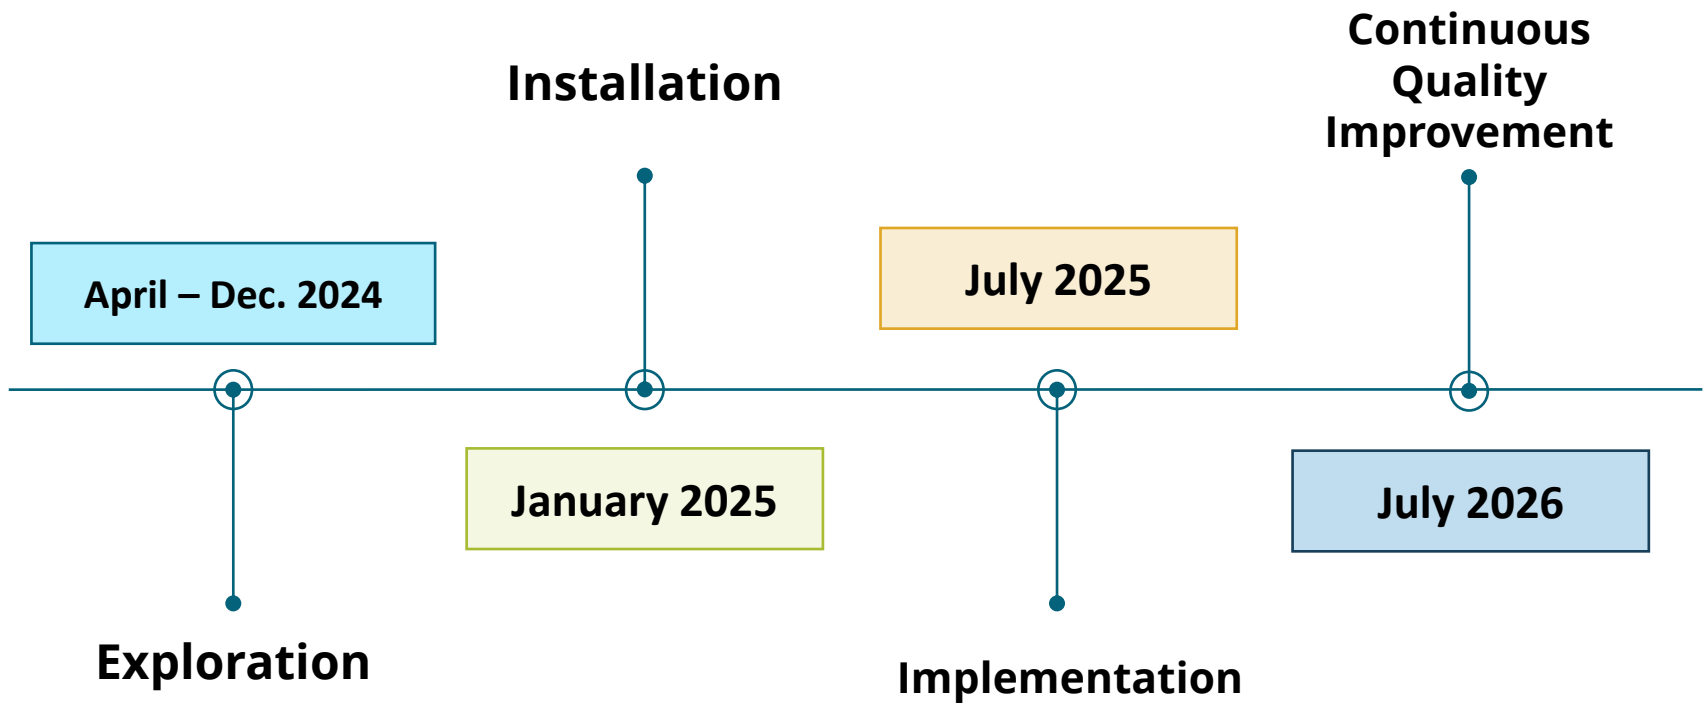 Continuous
Quality
Improvement
Installation
April – Dec. 2024
July 2025
January 2025
July 2026
Exploration
Implementation